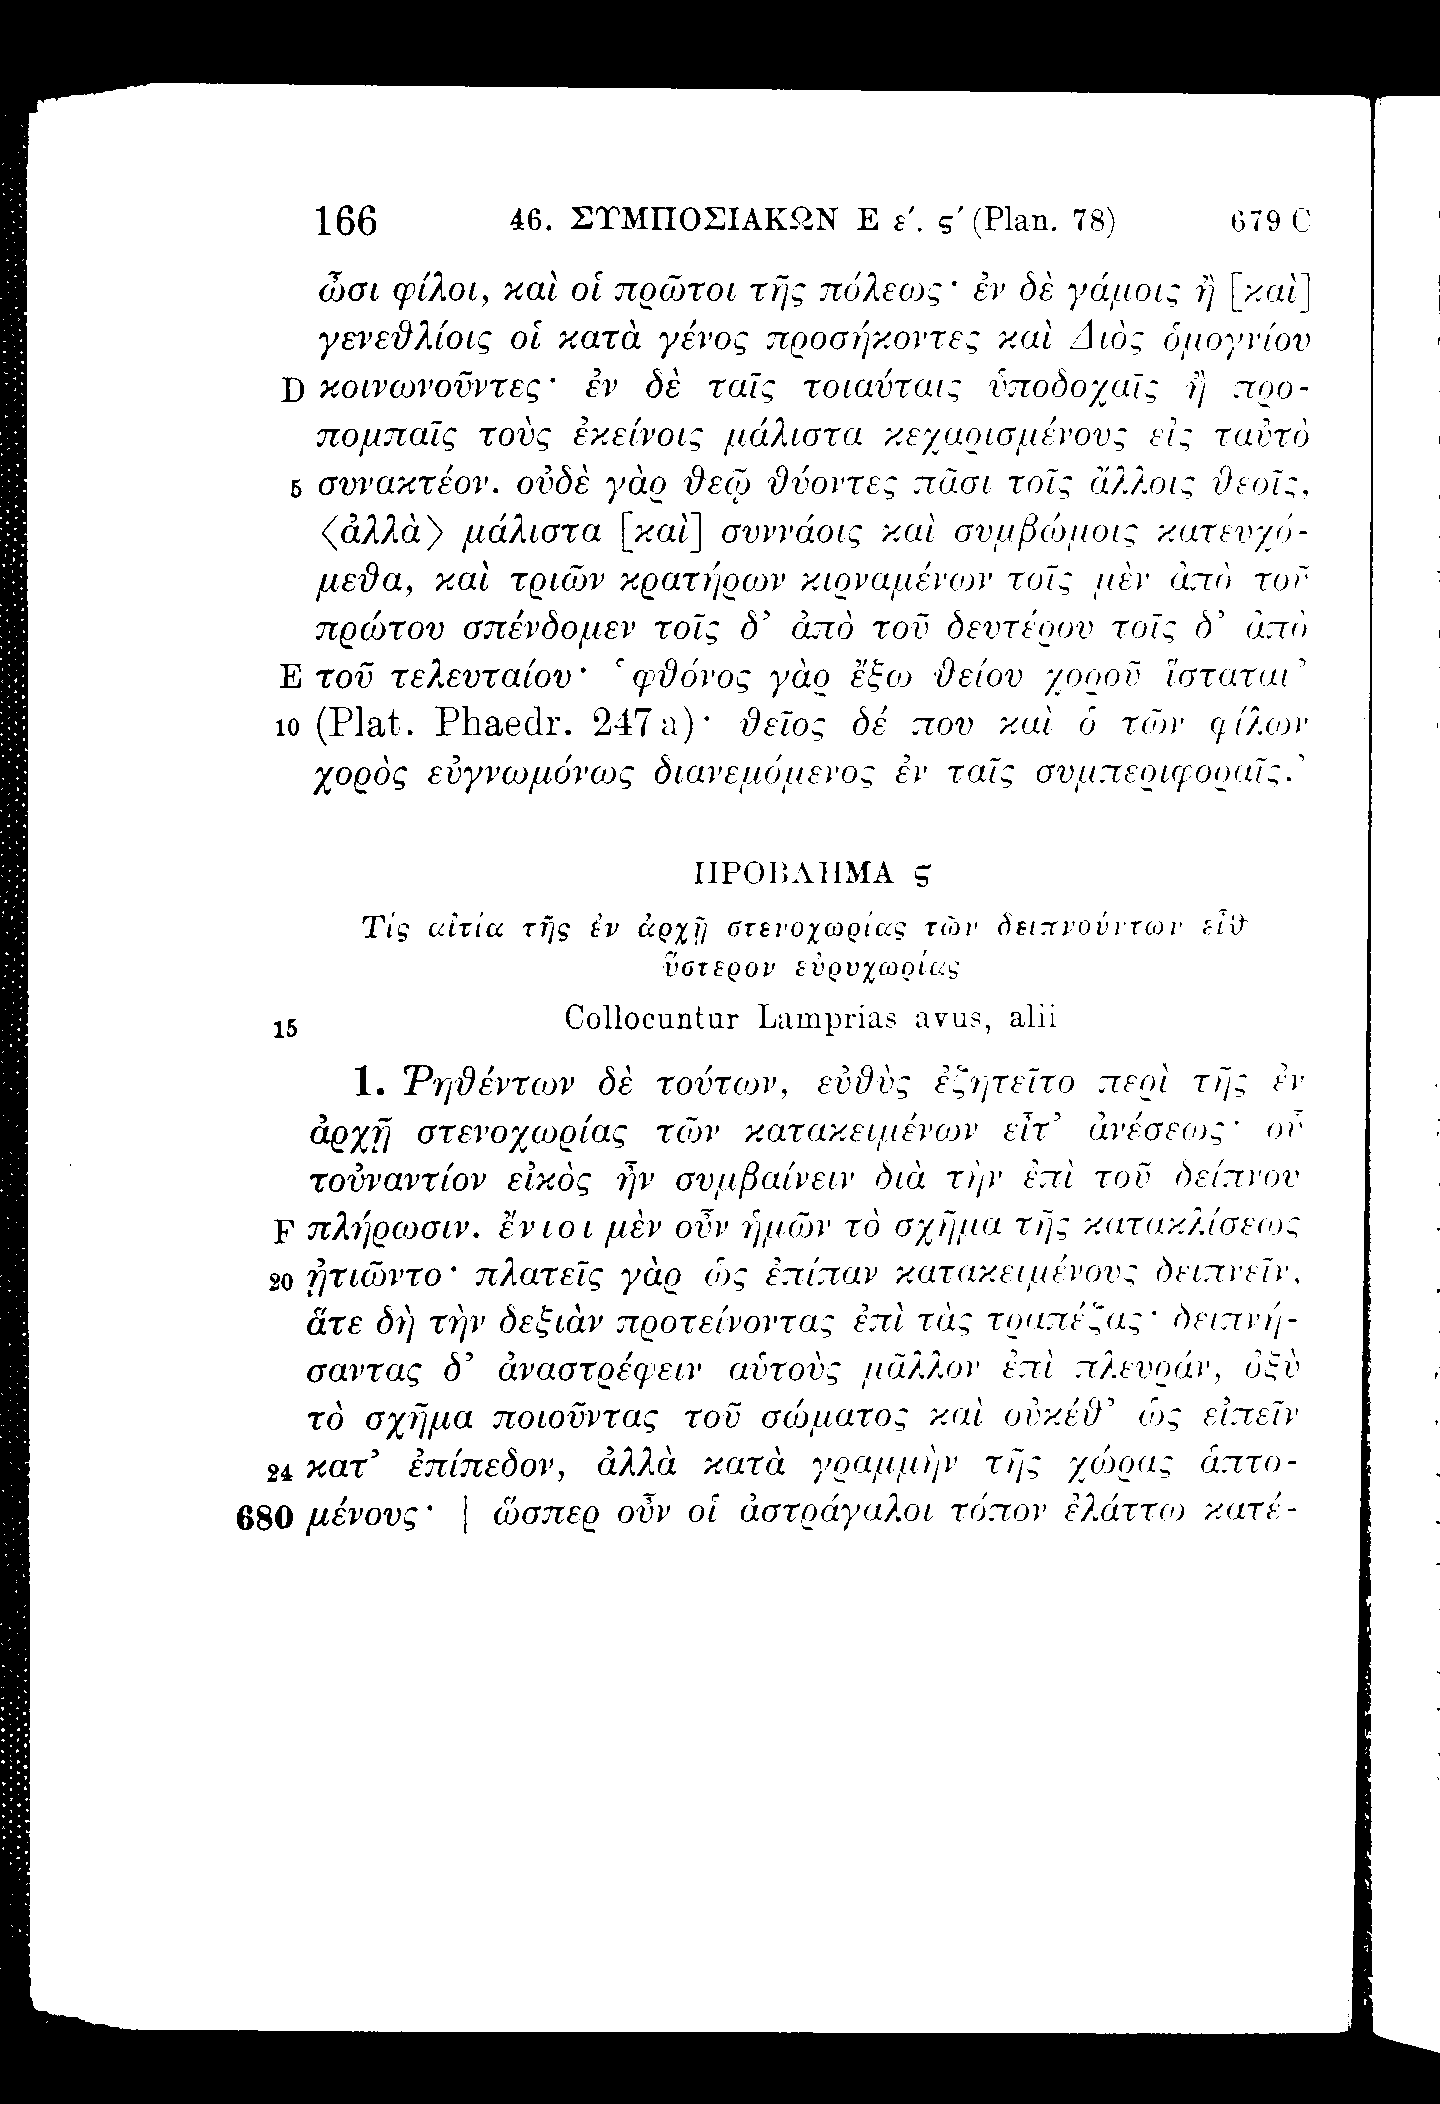 166 46. ΣΥΜΠΟΣΙΑΚΩΝ Ε ε´. ϛ´ (Plan. 78) 679 C
ὦσι φίλοι, καὶ οἱ πρῶτοι τῆς πόλεως· ἐν δὲ γάμοις ἢ [καὶ]
γενεθλίοις οἱ κατὰ γένος προσήκοντες καὶ Διὸς ὁμογνίου
D κοινωνοῦντες· ἐν δὲ ταῖς τοιαύταις ὑποδοχαῖς ἢ προ-
πομπαῖς τοὺς ἐκείνοις μάλιστα κεχαρισμένους εἰς ταὐτὸ
5 συνακτέον. οὐδὲ γὰρ θεῷ θύοντες πᾶσι τοῖς ἄλλοις θεοῖς,
⟨ἀλλὰ⟩ μάλιστα [καὶ] συννάοις καὶ συμβώμοις κατευχό-
μεθα, καὶ τριῶν κρατήρων κιρναμένων τοῖς μὲν ἀπὸ τοῦ
πρώτου σπένδομεν τοῖς δ’ ἀπὸ τοῦ δευτέρου τοῖς δ’ ἀπὸ
E τοῦ τελευταίου· ‘φθόνος γὰρ ἔξω θείου χοροῦ ἵσταται’
10 (Plat. Phaedr. 247 a)· θεῖος δέ που καὶ ὁ τῶν φίλων
χορὸς εὐγνωμόνως διανεμόμενος ἐν ταῖς συμπεριφοραῖς.’
ΠΡΟΒΛΗΜΑ ϛ
Τίς αἰτία τῆς ἐν ἀρχῇ στενοχωρίας τῶν δειπνούντων εἶθ’
ὕστερον εὐρυχωρίας
15 Collocuntur Lamprias avus, alii
1. Ῥηθέντων δὲ τούτων, εὐθὺς ἐζητεῖτο περὶ τῆς ἐν
ἀρχῇ στενοχωρίας τῶν κατακειμένων εἶτ’ ἀνέσεως· οὗ
τοὐναντίον εἰκὸς ἦν συμβαίνειν διὰ τὴν ἐπὶ τοῦ δείπνου
F πλήρωσιν. ἔνιοι μὲν οὖν ἡμῶν τὸ σχῆμα τῆς κατακλίσεως
20 ᾐτιῶντο· πλατεῖς γὰρ ὡς ἐπίπαν κατακειμένους δειπνεῖν,
ἅτε δὴ τὴν δεξιὰν προτείνοντας ἐπὶ τὰς τραπέζας· δειπνή-
σαντας δ’ ἀναστρέφειν αὑτοὺς μᾶλλον ἐπὶ πλευράν, ὀξὺ
τὸ σχῆμα ποιοῦντας τοῦ σώματος καὶ οὐκέθ’ ὡς εἰπεῖν
24 κατ’ ἐπίπεδον, ἀλλὰ κατὰ γραμμὴν τῆς χώρας ἁπτο-
680 μένους· | ὥσπερ οὖν οἱ ἀστράγαλοι τόπον ἐλάττω κατέ-